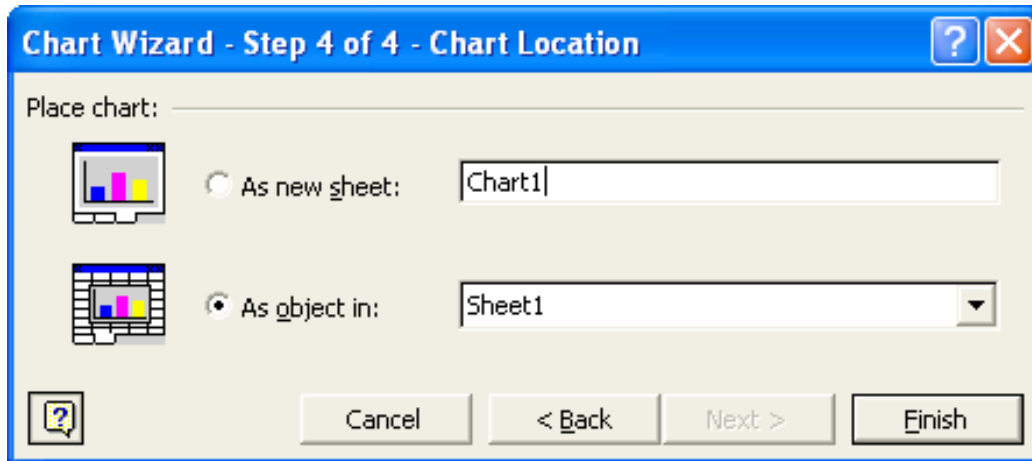 Chart Wizard - Step 4 of 4 - Chart Location
?
Place chart:
As new sheet: Chart1
As object in: Sheet1
? Cancel < Back Next > Finish